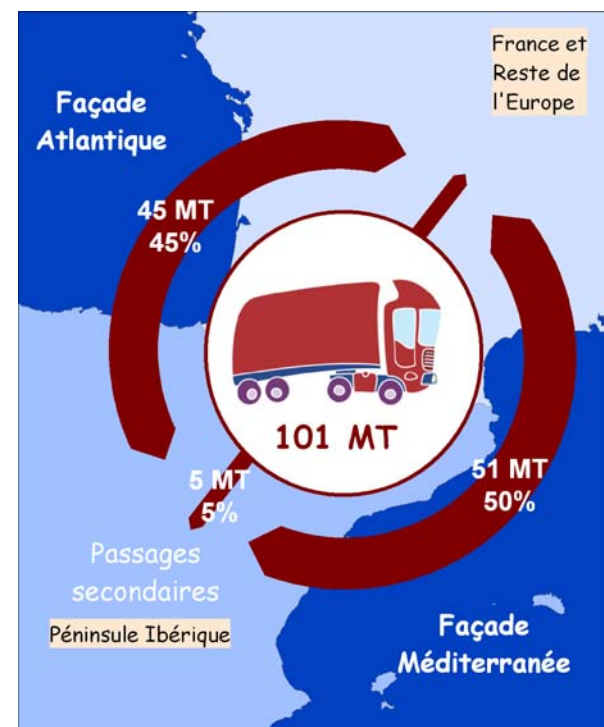 France et
Reste de
l'Europe
Façade
Atlantique
45 MT
45%
101 MT
51 MT
50%
5 MT
5%
Passages
secondaires
Péninsule Ibérique
Façade
Méditerranée